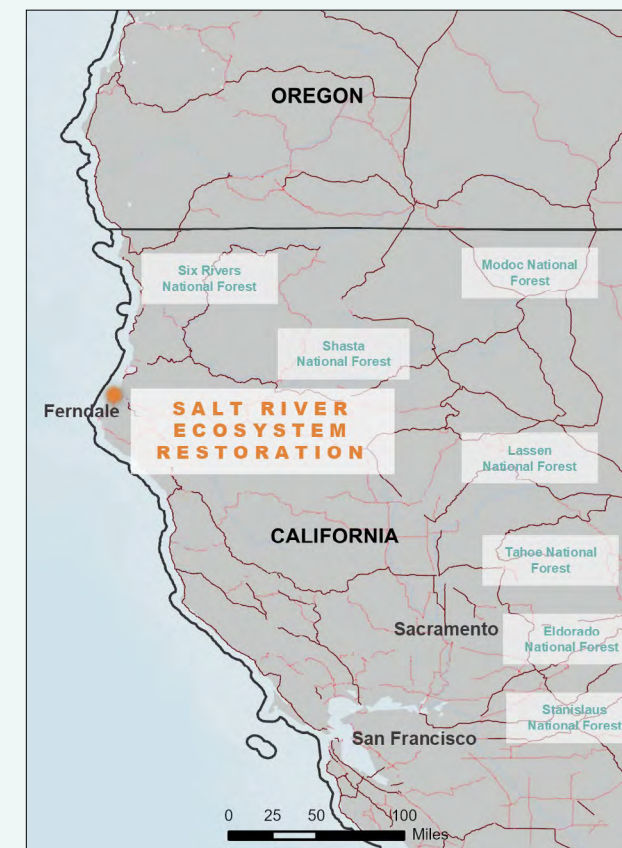 OREGON
Six Rivers
National Forest
Modoc National
Forest
Shasta
National Forest
Ferndale
SALT RIVER
ECOSYSTEM
RESTORATION
Lassen
National Forest
CALIFORNIA
Tahoe National
Forest
Sacramento
Eldorado
National Forest
Stanislaus
National Forest
San Francisco
0 25 50 100
Miles